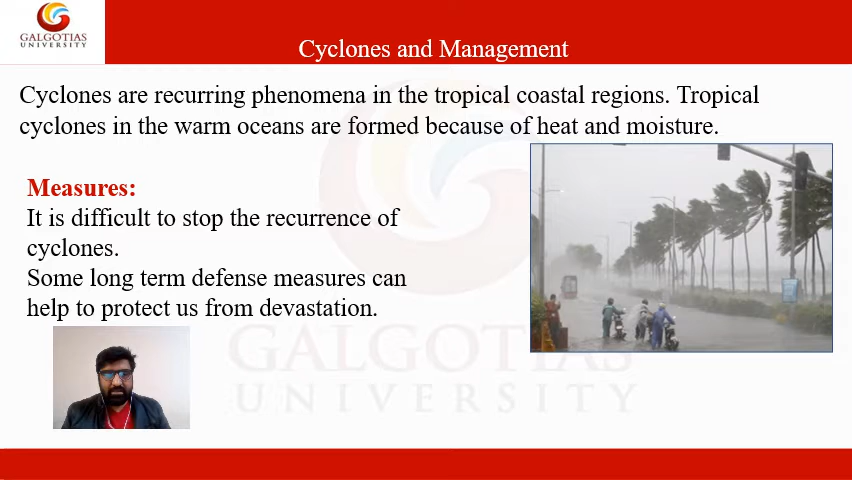 GALGOTIAS
UNIVERSITY
Cyclones and Management
Cyclones are recurring phenomena in the tropical coastal regions. Tropical
cyclones in the warm oceans are formed because of heat and moisture.
Measures:
It is difficult to stop the recurrence of
cyclones.
Some long term defense measures can
help to protect us from devastation.
GALGOTIAS
UNIVERSITY